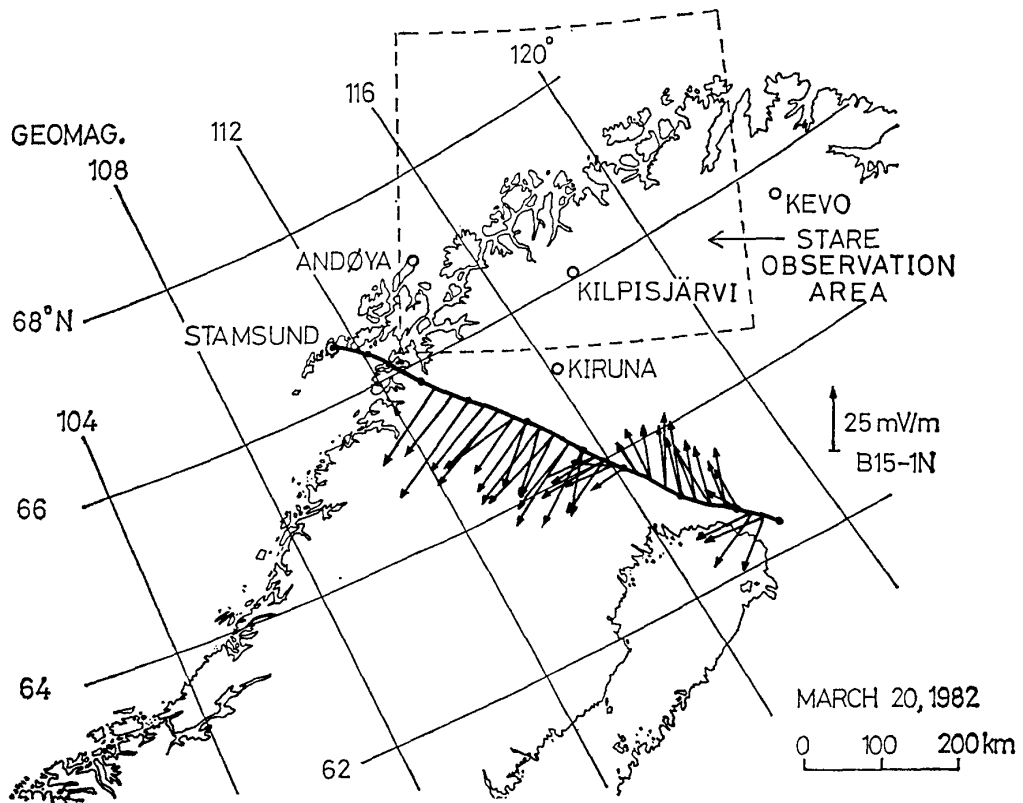 120°
116
112
GEOMAG.
108
KEVO
STARE
OBSERVATION
AREA
ANDØYA
KILPISJÄRVI
68°N
STAMSUND
KIRUNA
104
25 mV/m
B15-1N
66
64
MARCH 20, 1982
62
0 100 200 km